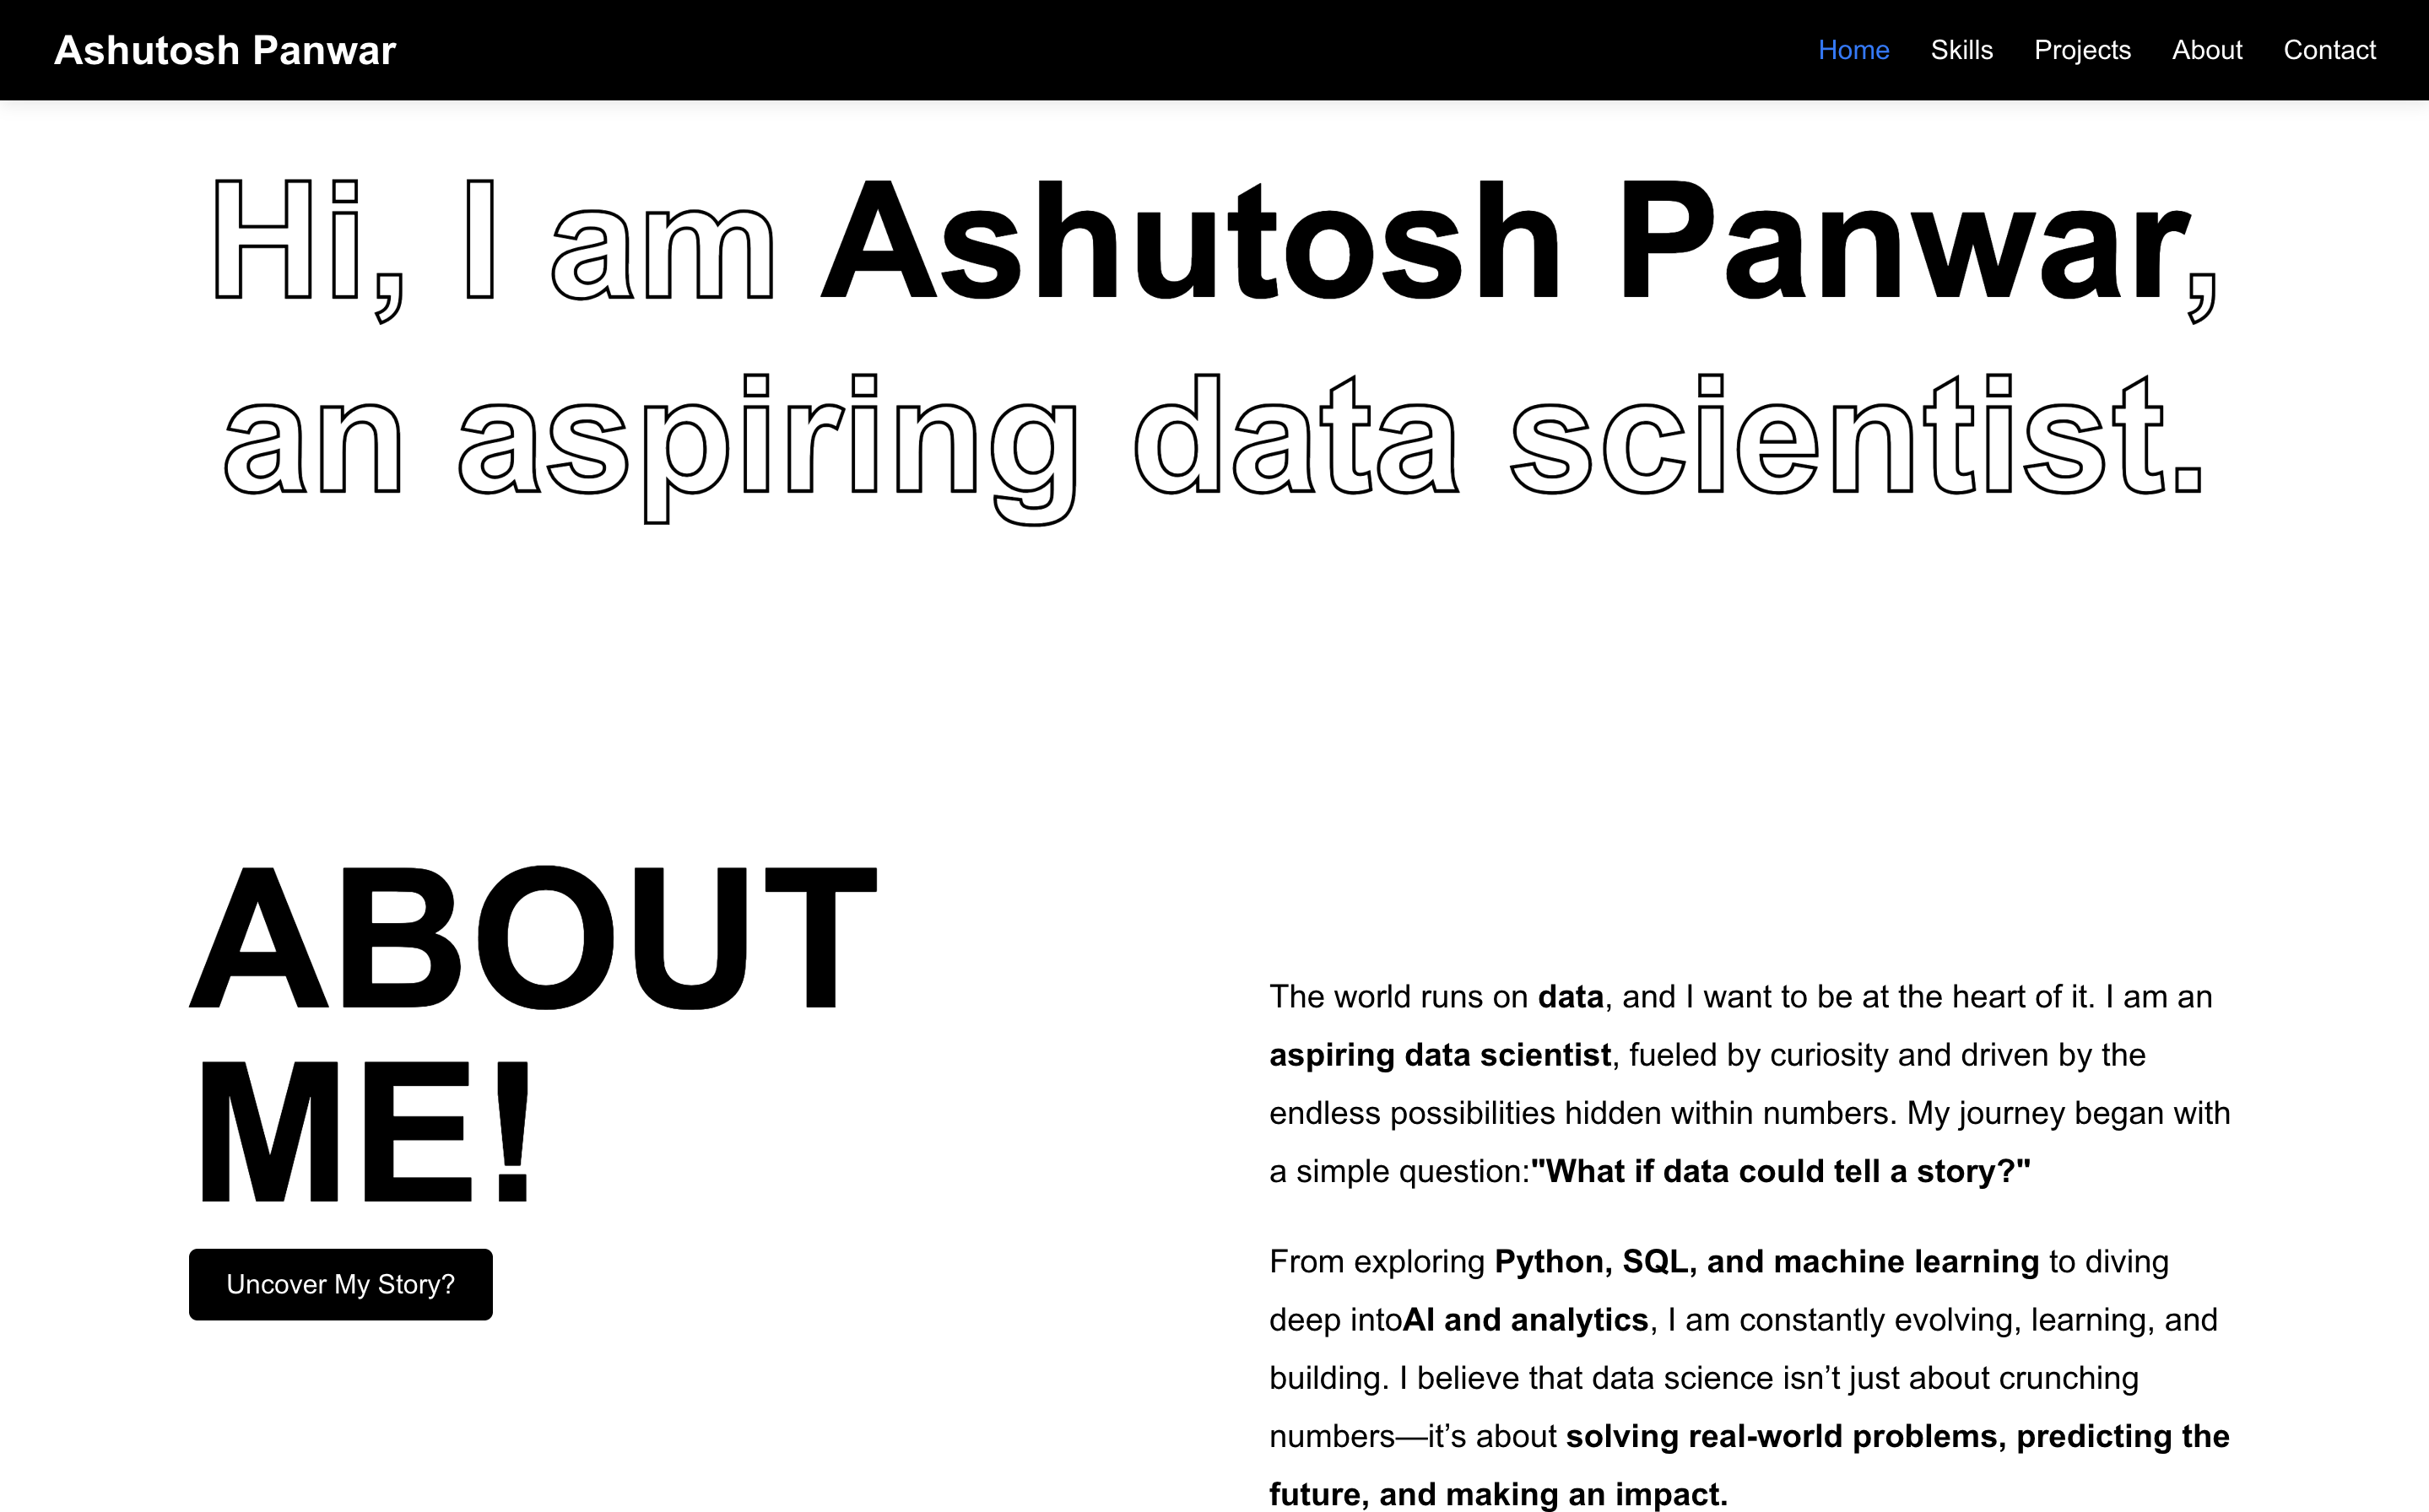 Ashutosh Panwar
Home Skills Projects About Contact
Hi, I am Ashutosh Panwar,
an aspiring data scientist.
ABOUT
ME!
Uncover My Story?
The world runs on data, and I want to be at the heart of it. I am an
aspiring data scientist, fueled by curiosity and driven by the
endless possibilities hidden within numbers. My journey began with
a simple question:"What if data could tell a story?"
From exploring Python, SQL, and machine learning to diving
deep intoAI and analytics, I am constantly evolving, learning, and
building. I believe that data science isn’t just about crunching
numbers—it’s about solving real-world problems, predicting the
future, and making an impact.